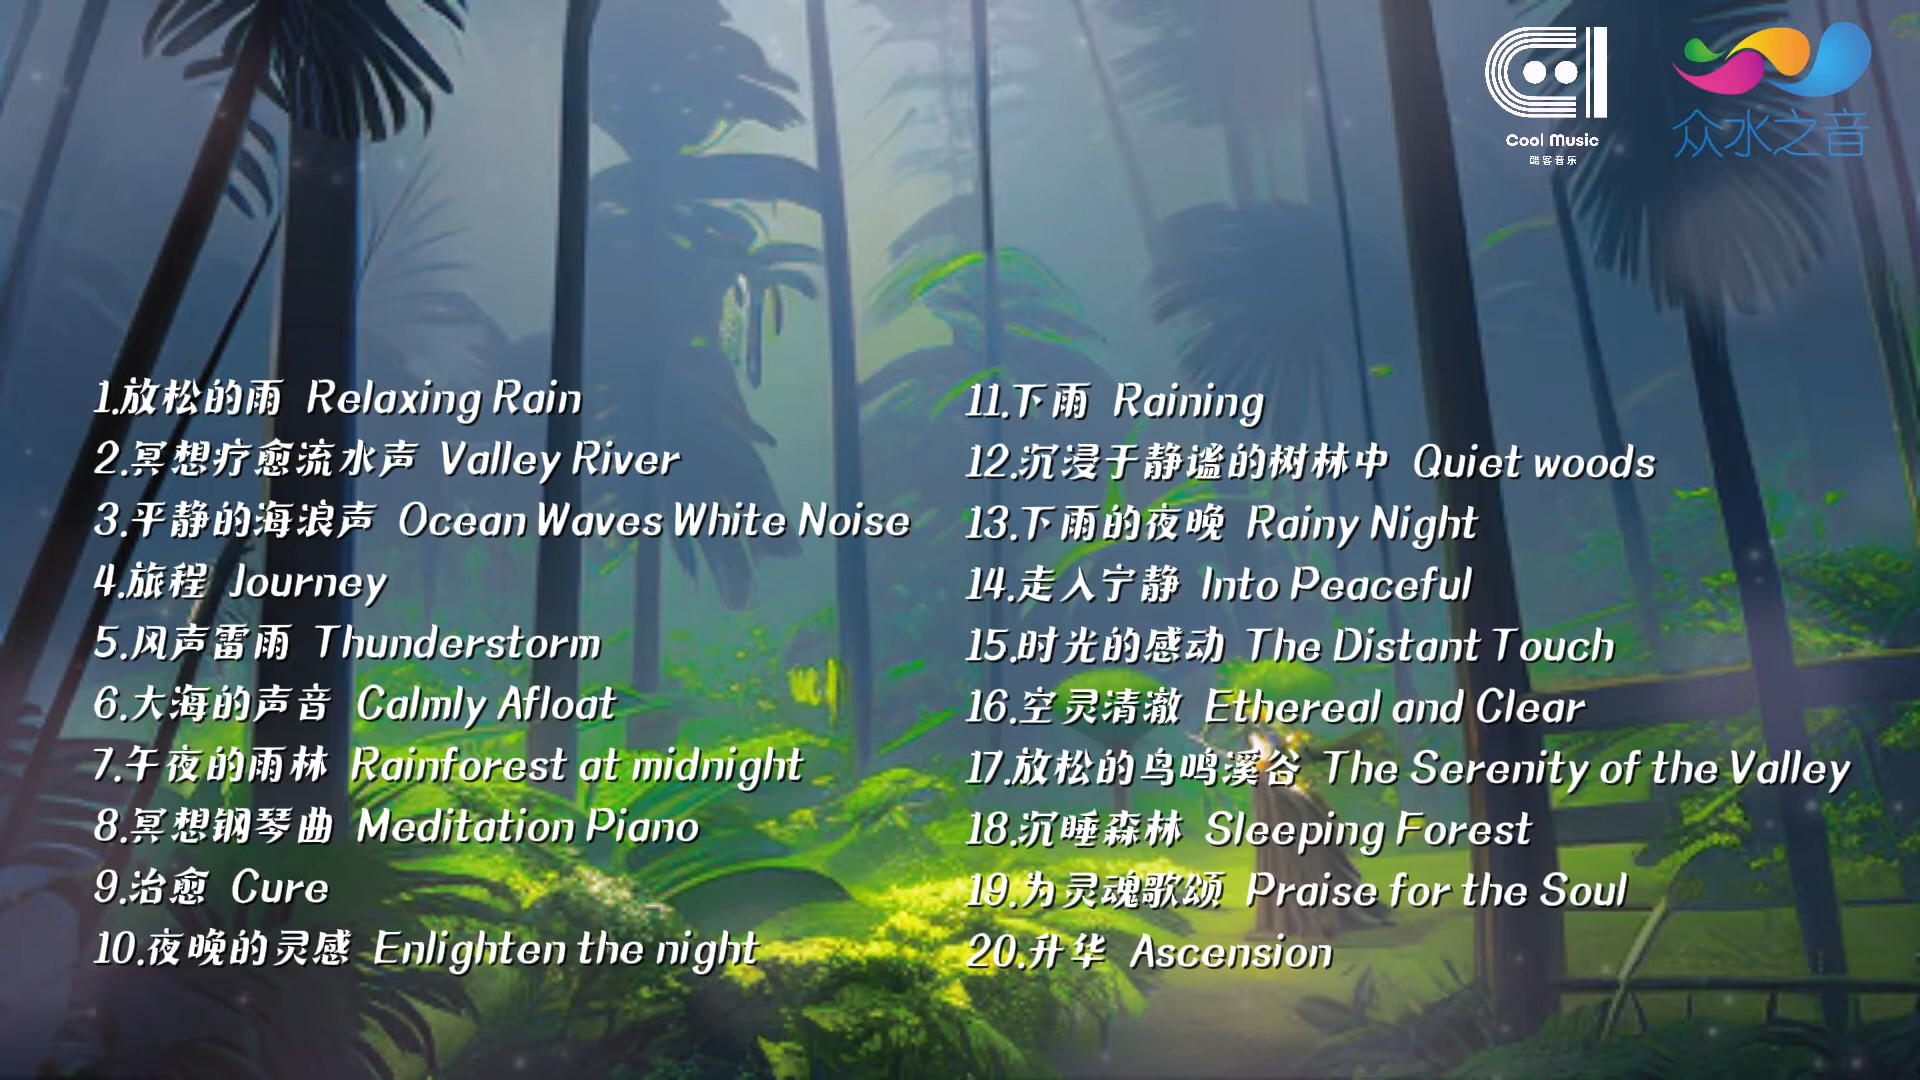 Cool Music
酷客音乐
众水之音
1.放松的雨 Relaxing Rain
2.冥想疗愈流水声 Valley River
3.平静的海浪声 Ocean Waves White Noise
4.旅程 Journey
5.风声雷雨 Thunderstorm
6.大海的声音 Calmly Afloat
7.午夜的雨林 Rainforest at midnight
8.冥想钢琴曲 Meditation Piano
9.治愈 Cure
10.夜晚的灵感 Enlighten the night
11.下雨 Raining
12.沉浸于静谧的树林中 Quiet woods
13.下雨的夜晚 Rainy Night
14.走入宁静 Into Peaceful
15.时光的感动 The Distant Touch
16.空灵清澈 Ethereal and Clear
17.放松的鸟鸣溪谷 The Serenity of the Valley
18.沉睡森林 Sleeping Forest
19.为灵魂歌颂 Praise for the Soul
20.升华 Ascension